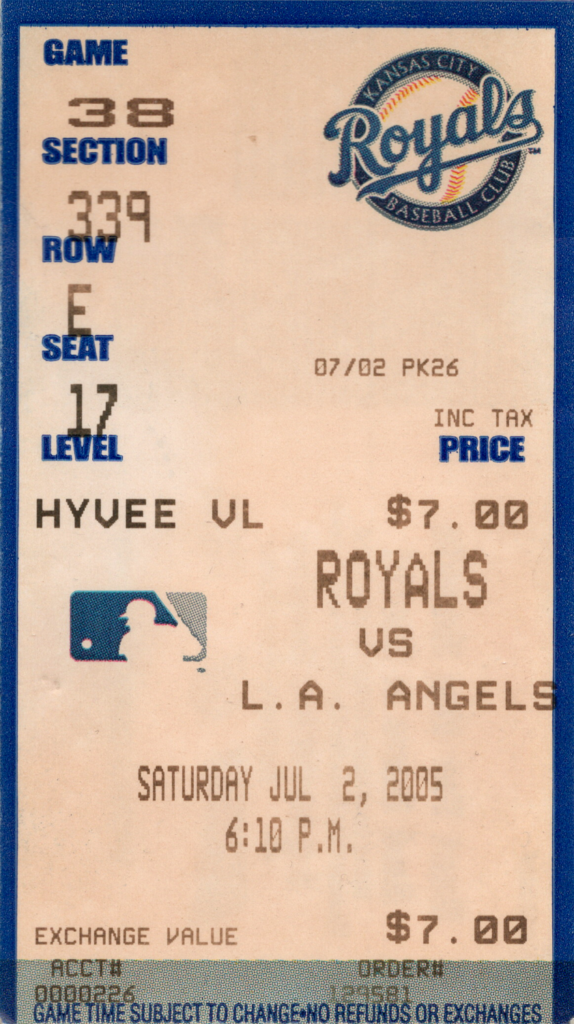 GAME
38
SECTION
339
ROW
E
SEAT
17
LEVEL
HYVEE VL
KANSAS CITY
Royals
TM
BASEBALL CLUB
07/02 PK26
INC TAX
PRICE
$7.00
ROYALS
VS
L.A. ANGELS
SATURDAY JUL 2, 2005
6:10 P.M.
EXCHANGE VALUE $7.00
ACCT# ORDER#
0000226 129581
GAME TIME SUBJECT TO CHANGE•NO REFUNDS OR EXCHANGES